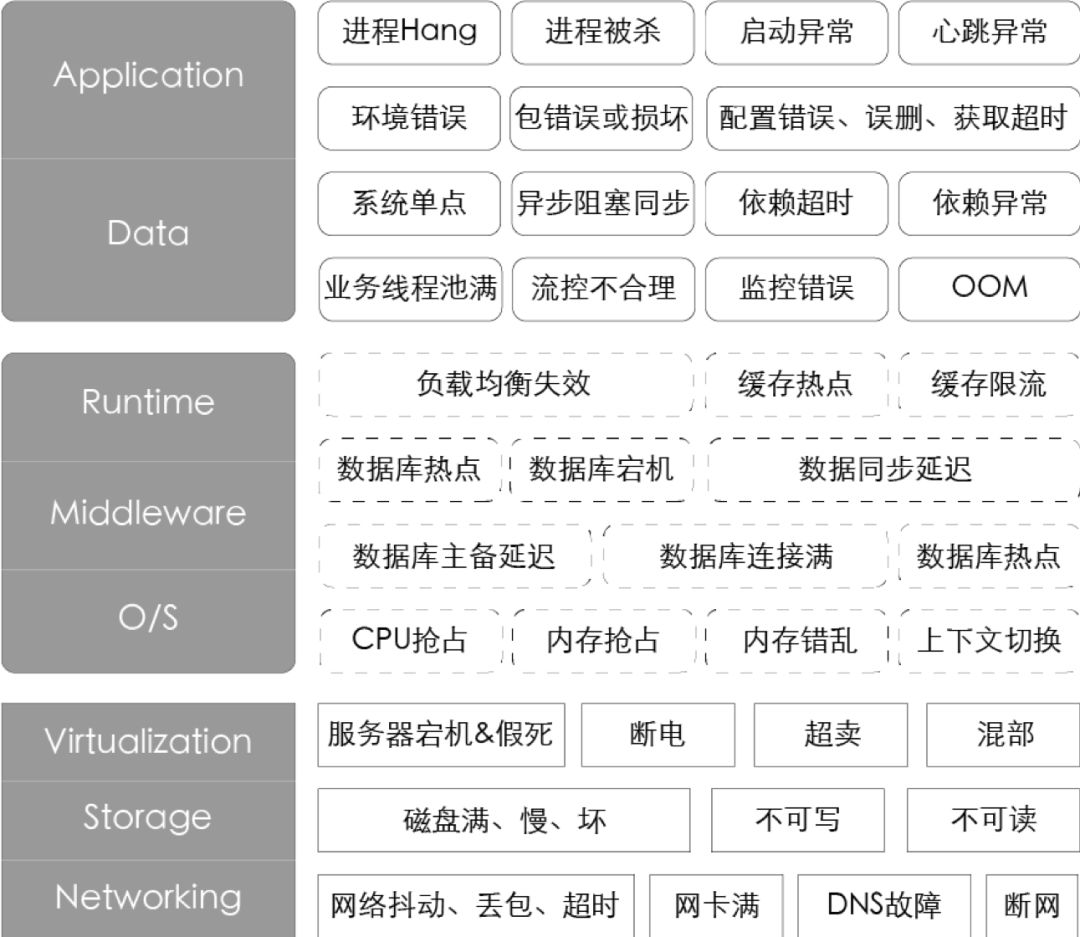 Application
进程Hang 进程被杀 启动异常 心跳异常
环境错误 包错误或损坏 配置错误、误删、获取超时
Data
系统单点 异步阻塞同步 依赖超时 依赖异常
业务线程池满 流控不合理 监控错误 OOM
Runtime
负载均衡失效 缓存热点 缓存限流
Middleware
数据库热点 数据库宕机 数据同步延迟
数据库主备延迟 数据库连接满 数据库热点
O/S
CPU抢占 内存抢占 内存错乱 上下文切换
Virtualization
服务器宕机&假死 断电 超卖 混部
Storage
磁盘满、慢、坏 不可写 不可读
Networking
网络抖动、丢包、超时 网卡满 DNS故障 断网